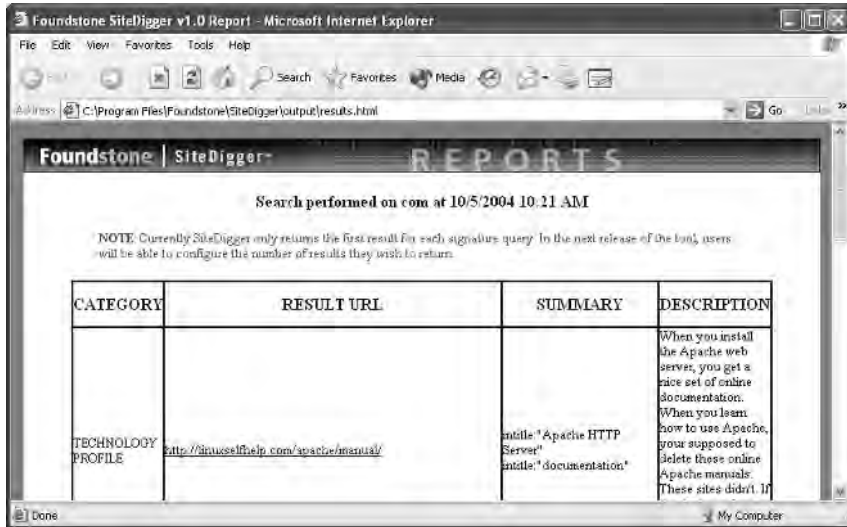 Foundstone SiteDigger v1.0 Report - Microsoft Internet Explorer
File Edit View Favorites Tools Help
Search Favorites Media
Address C:\Program Files\Foundstone\SiteDigger\output\results.html Go Links »
Foundstone | SiteDigger™ REPORTS
Search performed on com at 10/5/2004 10:21 AM
NOTE: Currently SiteDigger only returns the first result for each signature query. In the next release of the tool, users
will be able to configure the number of results they wish to return.
CATEGORY RESULT URL SUMMARY DESCRIPTION
TECHNOLOGY
PROFILE
http://linuxselfhelp.com/apache/manual/
intitle:"Apache HTTP
Server"
intitle:"documentation"
When you install
the Apache web
server, you get a
nice set of online
documentation.
When you learn
how to use Apache,
your supposed to
delete these online
Apache manuals.
These sites didn't. If
Done My Computer